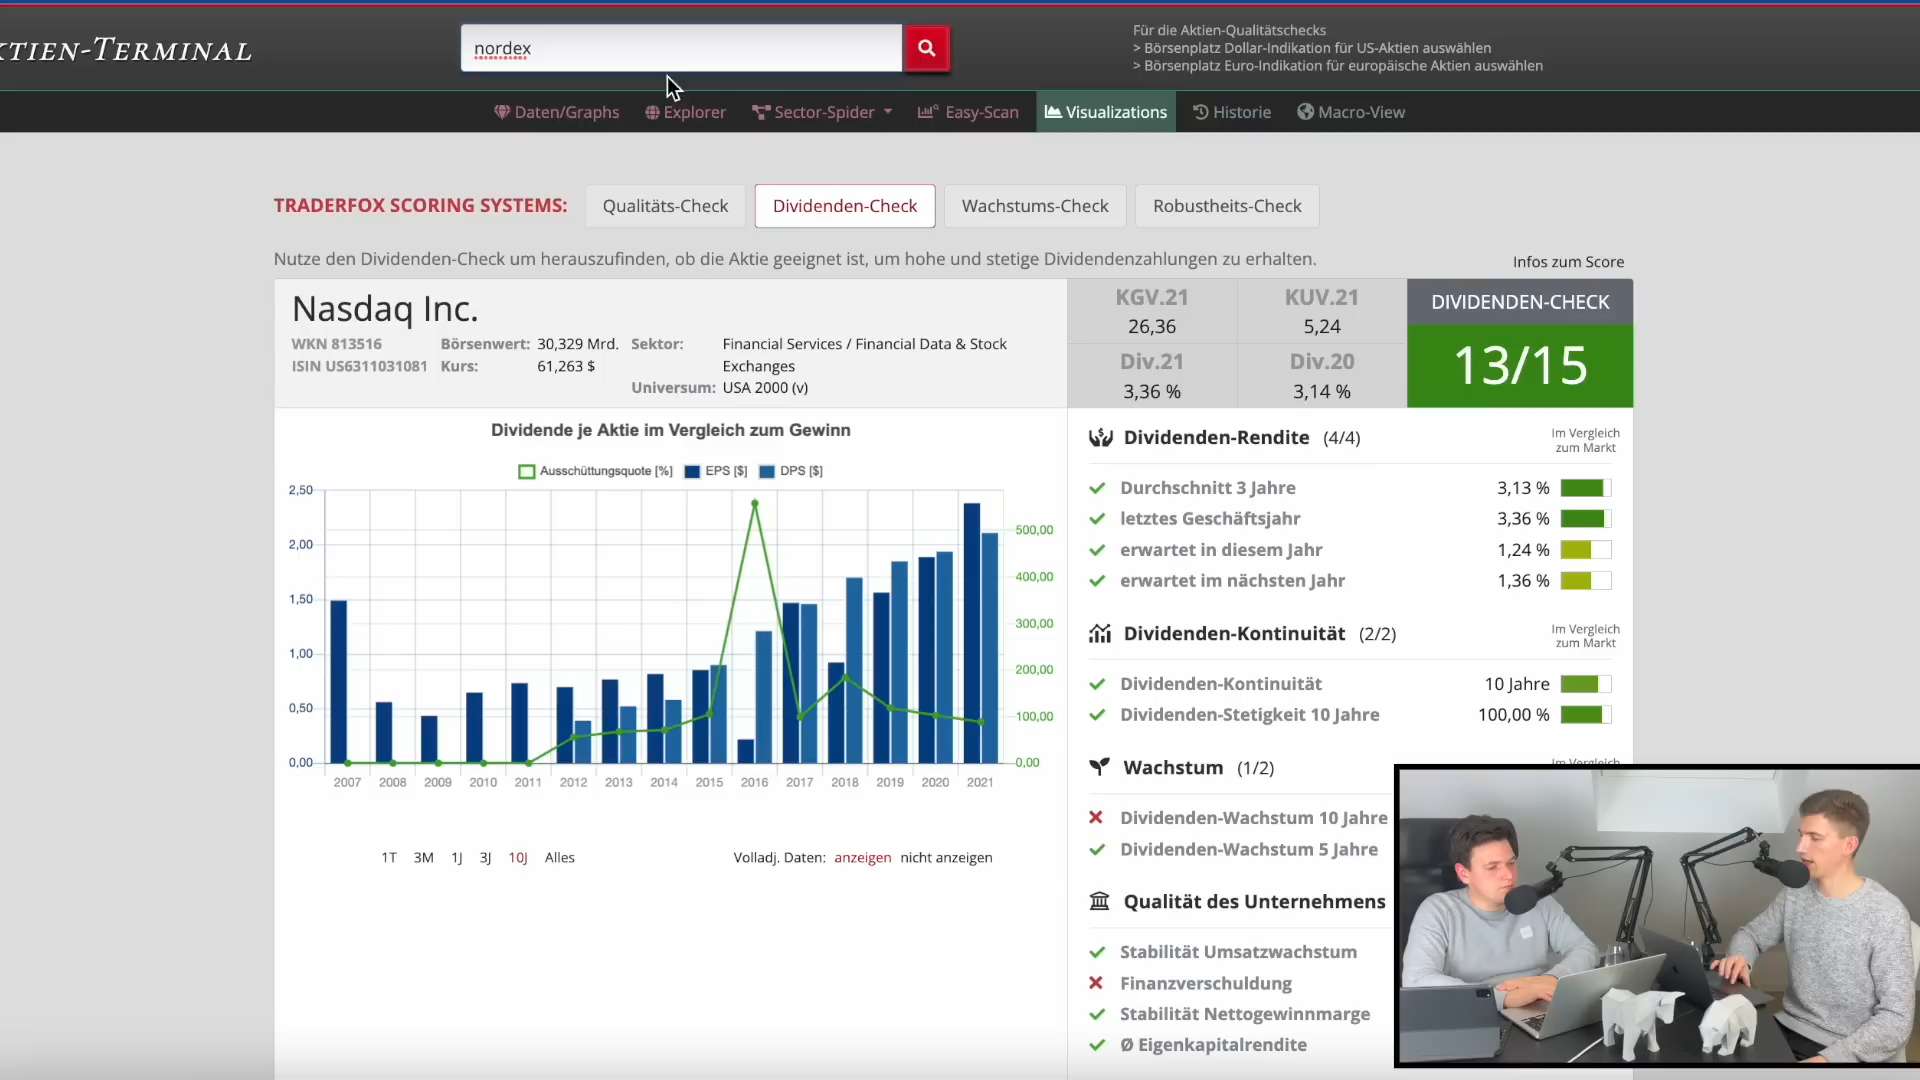 KTIEN-TERMINAL
nordex
Für die Aktien-Qualitätschecks
> Börsenplatz Dollar-Indikation für US-Aktien auswählen
> Börsenplatz Euro-Indikation für europäische Aktien auswählen
Daten/Graphs Explorer Sector-Spider Easy-Scan Visualizations Historie Macro-View
TRADERFOX SCORING SYSTEMS: Qualitäts-Check Dividenden-Check Wachstums-Check Robustheits-Check
Nutze den Dividenden-Check um herauszufinden, ob die Aktie geeignet ist, um hohe und stetige Dividendenzahlungen zu erhalten.
Infos zum Score
Nasdaq Inc.
WKN 813516 Börsenwert: 30,329 Mrd. Sektor: Financial Services / Financial Data & Stock
ISIN US6311031081 Kurs: 61,263 $ Exchanges
Universum: USA 2000 (v)
KGV.21 KUV.21
26,36 5,24
Div.21 Div.20
3,36 % 3,14 %
DIVIDENDEN-CHECK
13/15
Dividende je Aktie im Vergleich zum Gewinn
Ausschüttungsquote [%] EPS [$] DPS [$]
2,50
2,00
1,50
1,00
0,50
0,00
500,00
400,00
300,00
200,00
100,00
0,00
2007 2008 2009 2010 2011 2012 2013 2014 2015 2016 2017 2018 2019 2020 2021
1T 3M 1J 3J 10J Alles
Volladj. Daten: anzeigen nicht anzeigen
Dividenden-Rendite (4/4)
Im Vergleich
zum Markt
Durchschnitt 3 Jahre 3,13 %
letztes Geschäftsjahr 3,36 %
erwartet in diesem Jahr 1,24 %
erwartet im nächsten Jahr 1,36 %
Dividenden-Kontinuität (2/2)
Im Vergleich
zum Markt
Dividenden-Kontinuität 10 Jahre
Dividenden-Stetigkeit 10 Jahre 100,00 %
Wachstum (1/2)
Im Vergleich
Dividenden-Wachstum 10 Jahre
Dividenden-Wachstum 5 Jahre
Qualität des Unternehmens
Stabilität Umsatzwachstum
Finanzverschuldung
Stabilität Nettogewinnmarge
Ø Eigenkapitalrendite